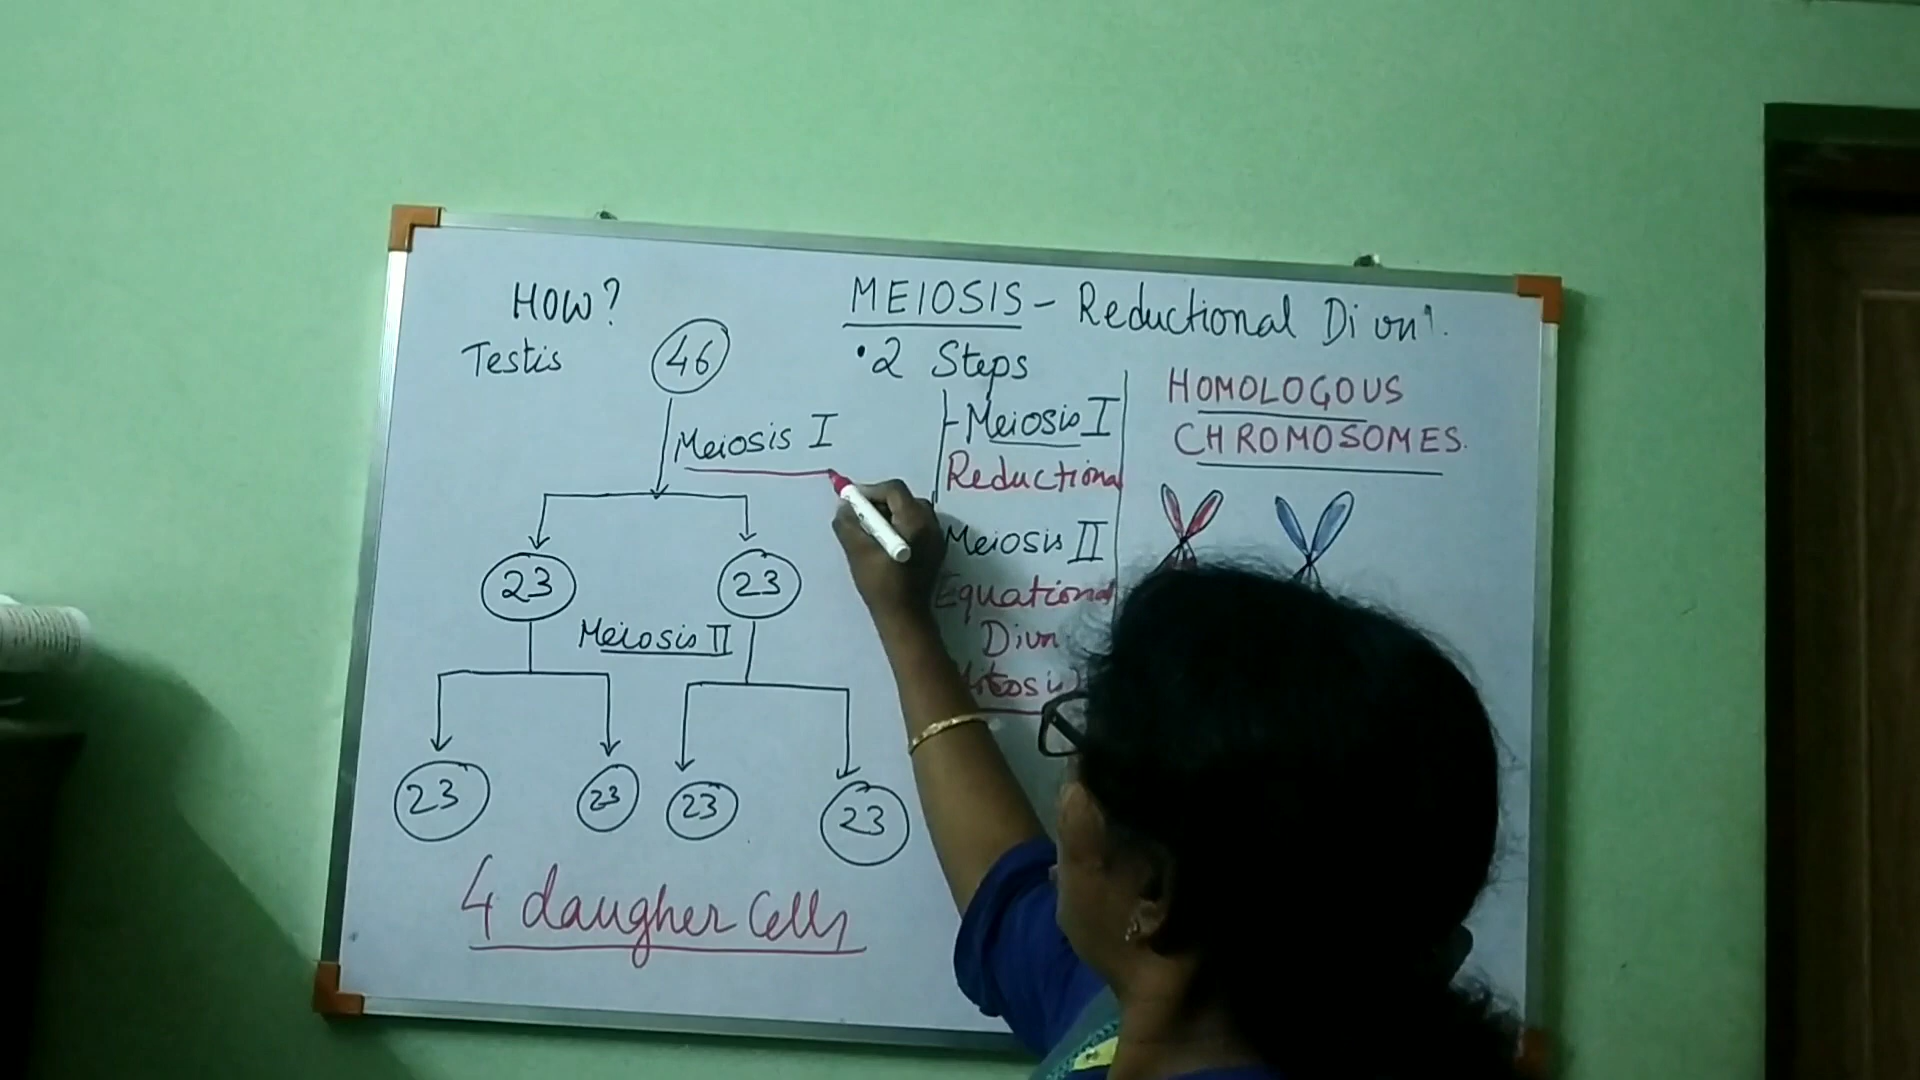 HOW?
Testis
46
Meiosis I
23 23
Meiosis II
23 23 23 23
4 daugher Cells
MEIOSIS - Reductional Divn.
• 2 Steps
- Meiosis I
Reductional
Meiosis II
Equational
Divn
HOMOLOGOUS
CHROMOSOMES.